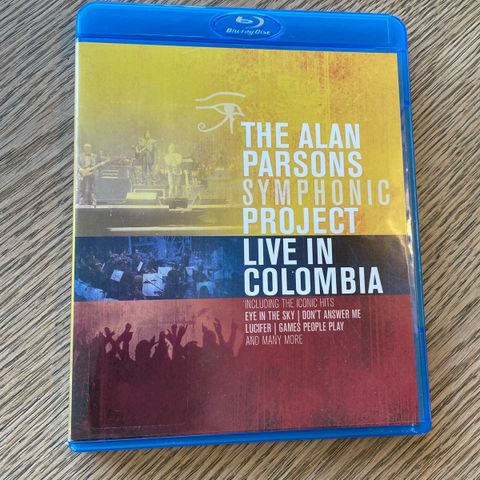 Blu-ray Disc
THE ALAN
PARSONS
SYMPHONIC
PROJECT
LIVE IN
COLOMBIA
INCLUDING THE ICONIC HITS
EYE IN THE SKY | DON'T ANSWER ME
LUCIFER | GAMES PEOPLE PLAY
AND MANY MORE